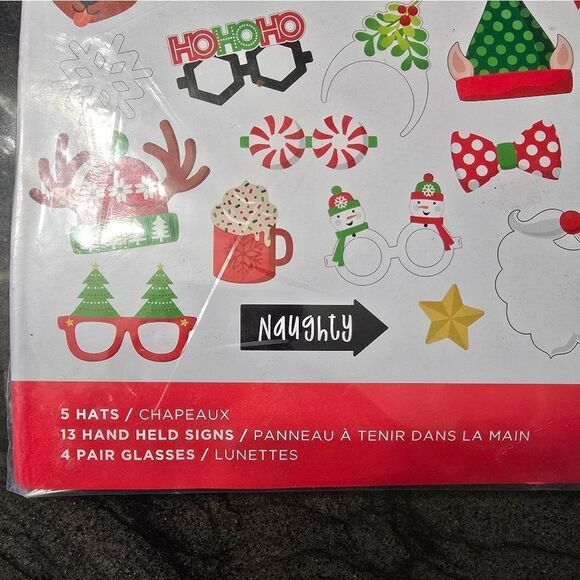 HOHOHO
Naughty
5 HATS / CHAPEAUX
13 HAND HELD SIGNS / PANNEAU À TENIR DANS LA MAIN
4 PAIR GLASSES / LUNETTES